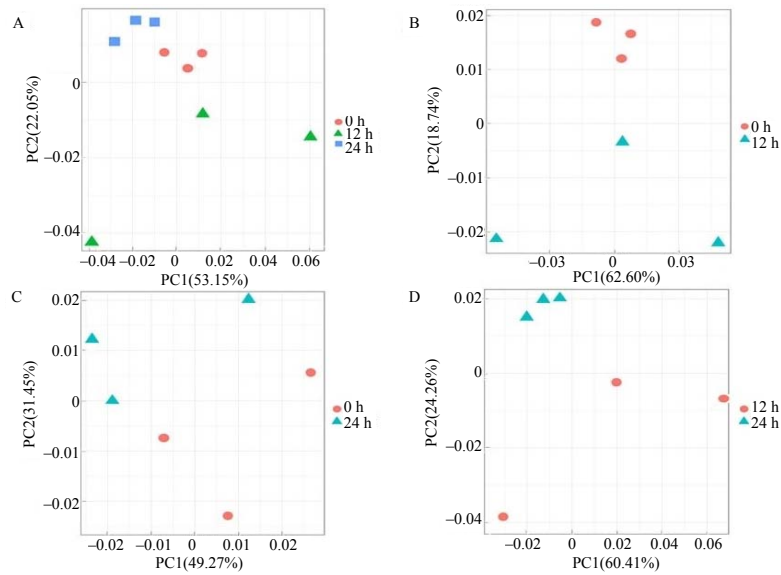 A
0
−0.02
−0.04
PC2(22.05%)
−0.04 −0.02 0 0.02 0.04 0.06
PC1(53.15%)
0 h
12 h
24 h
B
0.02
0.01
0
−0.01
−0.02
PC2(18.74%)
−0.03 0 0.03
PC1(62.60%)
0 h
12 h
C
0.02
0.01
0
−0.01
−0.02
PC2(31.45%)
−0.02 −0.01 0.01 0.01 0.02
PC1(49.27%)
0 h
24 h
D
0.02
0
−0.02
−0.04
PC2(24.26%)
−0.02 0 0.02 0.04 0.06
PC1(60.41%)
12 h
24 h